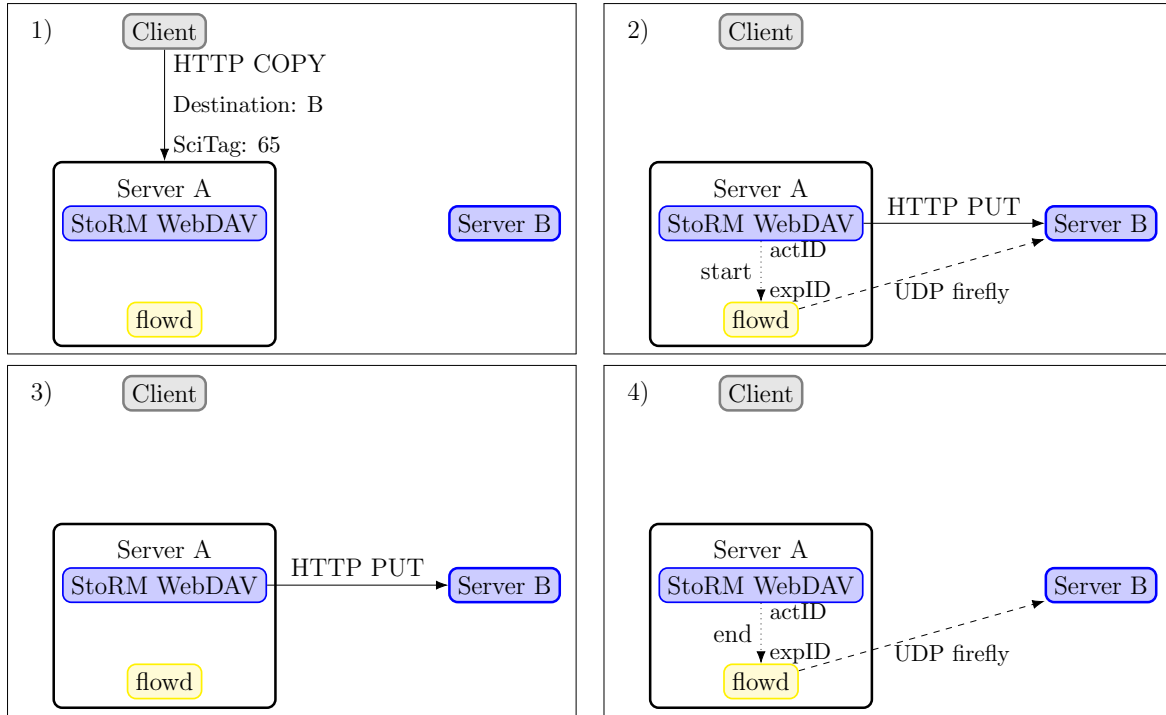 1)
Client
HTTP COPY
Destination: B
SciTag: 65
Server A
StoRM WebDAV
Server B
flowd
2)
Client
Server A
StoRM WebDAV
HTTP PUT
Server B
actID
start
expID
UDP firefly
flowd
3)
Client
Server A
StoRM WebDAV
HTTP PUT
Server B
flowd
4)
Client
Server A
StoRM WebDAV
Server B
actID
end
expID
UDP firefly
flowd